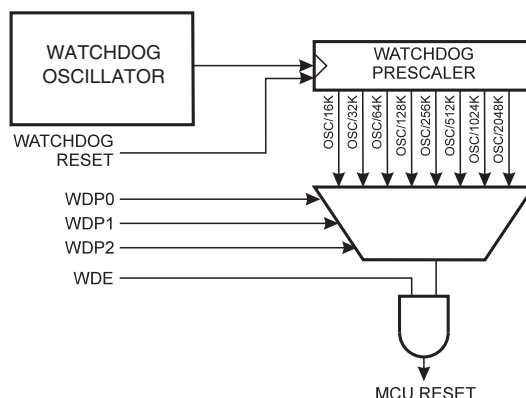 WATCHDOG
OSCILLATOR
WATCHDOG
PRESCALER
WATCHDOG
RESET
OSC/16K
OSC/32K
OSC/64K
OSC/128K
OSC/256K
OSC/512K
OSC/1024K
OSC/2048K
WDP0
WDP1
WDP2
WDE
MCU RESET